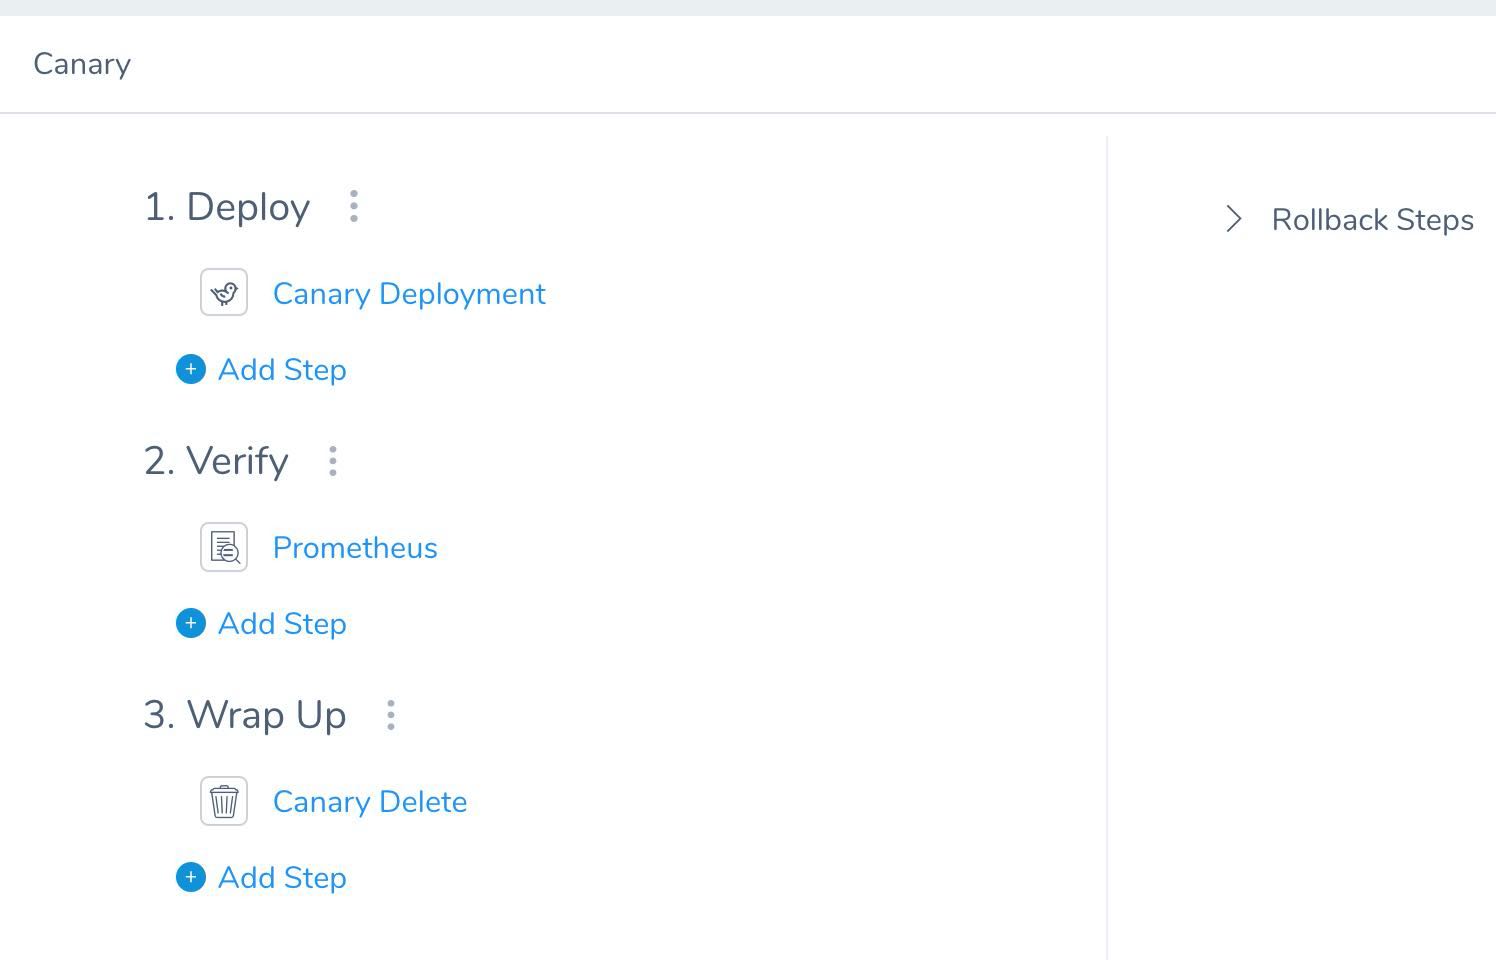 Canary
1. Deploy
Canary Deployment
+ Add Step
2. Verify
Prometheus
+ Add Step
3. Wrap Up
Canary Delete
+ Add Step
Rollback Steps